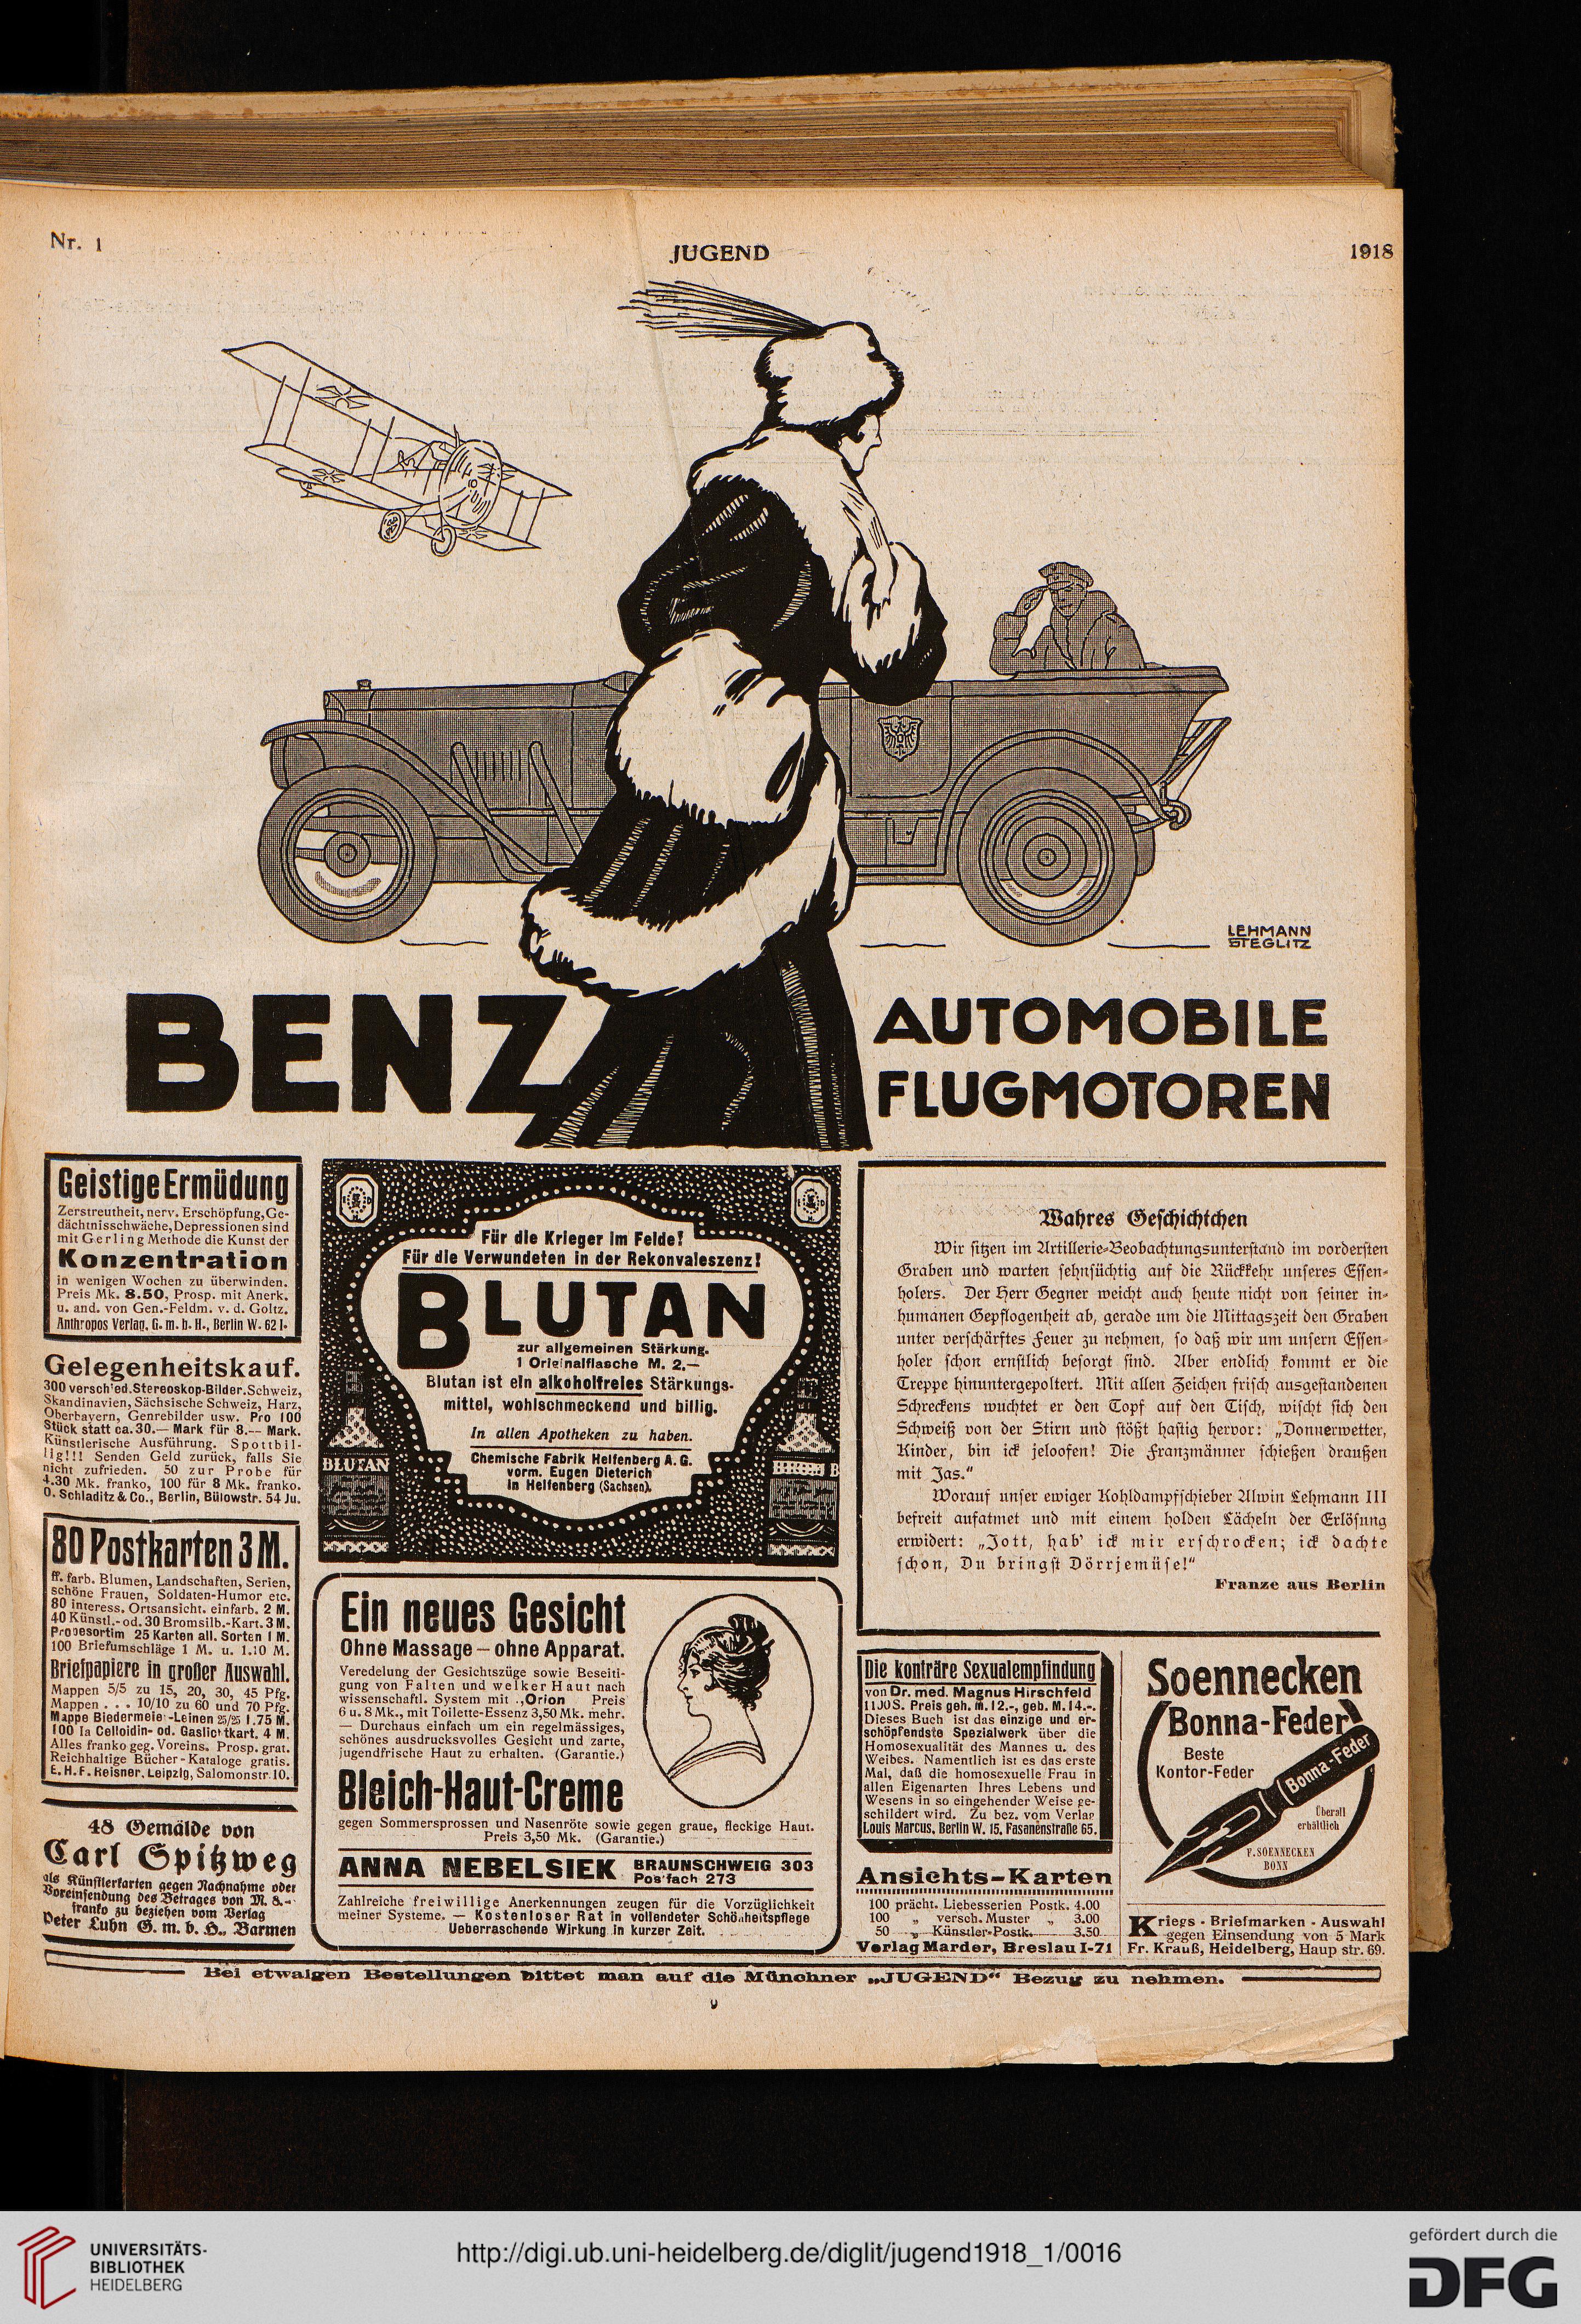 Nr. 1
JUGEND
1918
LEHMANN
STEGLITZ
BENZ
AUTOMOBILE
FLUGMOTOREN
Geistige Ermüdung
Zerstreutheit, nerv. Erschöpfung, Ge-
dächtnisschwäche, Depressionen sind
mit Gerling Methode die Kunst der
Konzentration
in wenigen Wochen zu überwinden.
Preis Mk. 8.50, Prosp. mit Anerk.
u. and. von Gen.-Feldm. v. d. Goltz.
Anthropos Verlag. G. m. b. H., Berlin W. 62 I.
Gelegenheitskauf.
300 verschied. Stereoskop-Bilder. Schweiz,
Skandinavien, Sächsische Schweiz, Harz,
Oberbayern, Genrebilder usw. Pro 100
Stück statt ca. 30.— Mark für 8.-- Mark.
Künstlerische Ausführung. Spottbil-
lig!!! Senden Geld zurück, falls Sie
nicht zufrieden. 50 zur Probe für
4.30 Mk. franko, 100 für 8 Mk. franko.
O. Schladitz & Co., Berlin, Bülowstr. 54 Ju.
80 Postkarten 3 M.
ff. farb. Blumen, Landschaften, Serien,
schöne Frauen, Soldaten-Humor etc.
80 interess. Ortsansicht. einfarb. 2 M.
40 Künstl.- od. 30 Bromsilb.-Kart. 3 M.
Probesortim 25 Karten all. Sorten 1 M.
100 Briefumschläge 1 M. u. 1.10 M.
Briefpapiere in großer Auswahl.
Mappen 5/5 zu 15, 20, 30, 45 Pfg.
Mappen . . . 10/10 zu 60 und 70 Pfg.
Mappe Biedermeier-Leinen 25/25 1.75 M.
100 Ia Celloidin- od. Gaslichtkart. 4 M.
Alles franko geg. Voreins. Prosp. grat.
Reichhaltige Bücher-Kataloge gratis.
E. H. F. Reisner, Leipzig, Salomonstr. 10.
48 Gemälde von
Carl Spitzweg
als Künstlerkarten gegen Nachnahme oder
Voreinsendung des Betrages von M. 8.-
franko zu beziehen vom Verlag
Peter Luhn G. m. b. H., Barmen
Für die Krieger im Felde!
Für die Verwundeten in der Rekonvaleszenz!
BLUTAN
zur allgemeinen Stärkung.
1 Originalflasche M. 2,—
Blutan ist ein alkoholfreies Stärkungs-
mittel, wohlschmeckend und billig.
In allen Apotheken zu haben.
Chemische Fabrik Helfenberg A. G.
vorm. Eugen Dieterich
in Helfenberg (Sachsen).
BLUTAN
Ein neues Gesicht
Ohne Massage — ohne Apparat.
Veredelung der Gesichtszüge sowie Beseiti-
gung von Falten und welker Haut nach
wissenschaftl. System mit „Orion Preis
6 u. 8 Mk., mit Toilette-Essenz 3,50 Mk. mehr.
— Durchaus einfach um ein regelmässiges,
schönes ausdrucksvolles Gesicht und zarte,
jugendfrische Haut zu erhalten. (Garantie.)
Bleich-Haut-Creme
gegen Sommersprossen und Nasenröte sowie gegen graue, fleckige Haut.
Preis 3,50 Mk. (Garantie.)
ANNA NEBELSIEK BRAUNSCHWEIG 303
Postfach 273
Zahlreiche freiwillige Anerkennungen zeugen für die Vorzüglichkeit
meiner Systeme. — Kostenloser Rat in vollendeter Schönheitspflege
Ueberraschende Wirkung in kurzer Zeit.
Wahres Geschichtchen
Wir sitzen im Artillerie-Beobachtungsunterstand im vordersten
Graben und warten sehnsüchtig auf die Rückkehr unseres Essen-
holers. Der Herr Gegner weicht auch heute nicht von seiner in-
humanen Gepflogenheit ab, gerade um die Mittagszeit den Graben
unter verschärftes Feuer zu nehmen, so daß wir um unsern Essen-
holer schon ernstlich besorgt sind. Aber endlich kommt er die
Treppe hinuntergepoltert. Mit allen Zeichen frisch ausgestandenen
Schreckens wuchtet er den Topf auf den Tisch, wischt sich den
Schweiß von der Stirn und stößt hastig hervor: „Donnerwetter,
Kinder, bin ick jeloofen! Die Franzmänner schießen draußen
mit Jas.“
Worauf unser ewiger Kohldampfschieber Alwin Lehmann III
befreit aufatmet und mit einem holden Lächeln der Erlösung
erwidert: „Jott, hab' ick mir erschrocken; ick dachte
schon, Du bringst Dörrjemüse!“
Franze aus Berlin
Die konträre Sexualempfindung
von Dr. med. Magnus Hirschfeld
1100 S. Preis geh. M. 12.-, geb. M. 14.-.
Dieses Buch ist das einzige und er-
schöpfendste Spezialwerk über die
Homosexualität des Mannes u. des
Weibes. Namentlich ist es das erste
Mal, daß die homosexuelle Frau in
allen Eigenarten Ihres Lebens und
Wesens in so eingehender Weise ge-
schildert wird. Zu bez. vom Verlag
Louis Marcus, Berlin W. 15, Fasanenstraße 65.
Ansichts-Karten
100 prächt. Liebesserien Postk. 4.00
100 „ versch. Muster „ 3.00
50 „ Künstler-Postk. 3.50
Verlag Marder, Breslau I-71
Soennecken
Bonna-Feder
Beste
Kontor-Feder
Bonna-Feder
Überall
erhältlich
F. SOENNECKEN
BONN
Kriegs - Briefmarken - Auswahl
gegen Einsendung von 5 Mark
Fr. Krauß, Heidelberg, Hauptstr. 69.
Bei etwaigen Bestellungen bittet man auf die Münchner „JUGEND“ Bezug zu nehmen.
UNIVERSITÄTS-
BIBLIOTHEK
HEIDELBERG
http://digi.ub.uni-heidelberg.de/diglit/jugend1918_1/0016
gefördert durch die
DFG